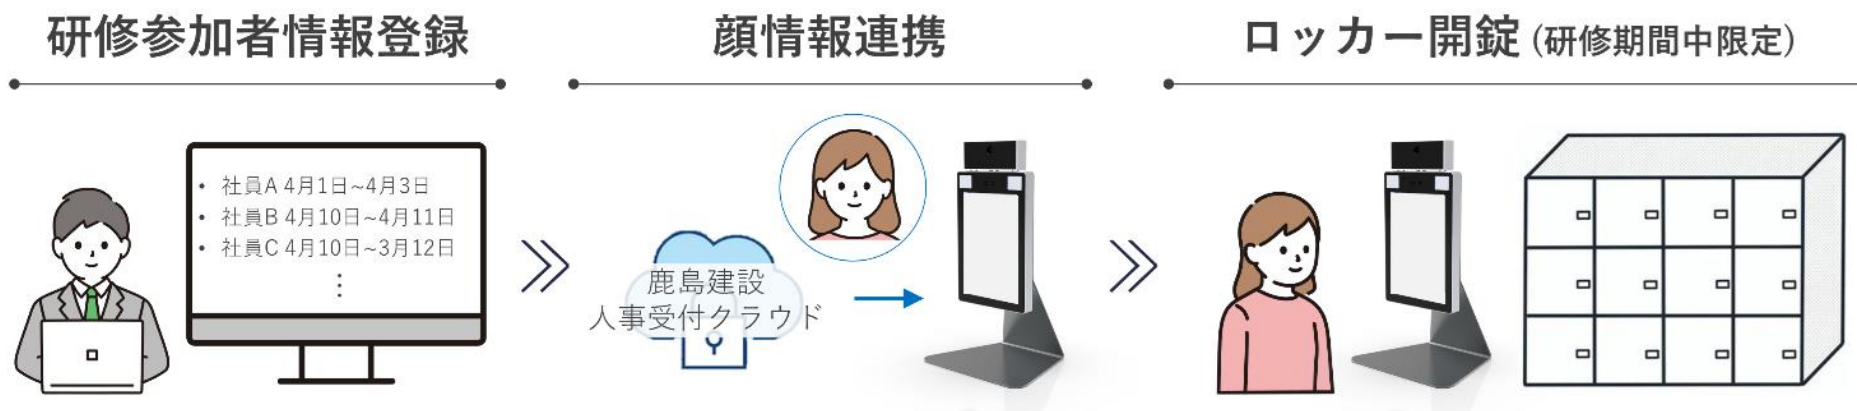 研修参加者情報登録
顔情報連携
ロッカー開錠 (研修期間中限定)
• 社員A 4月1日~4月3日
• 社員B 4月10日~4月11日
• 社員C 4月10日~3月12日
⋮
鹿島建設
人事受付クラウド